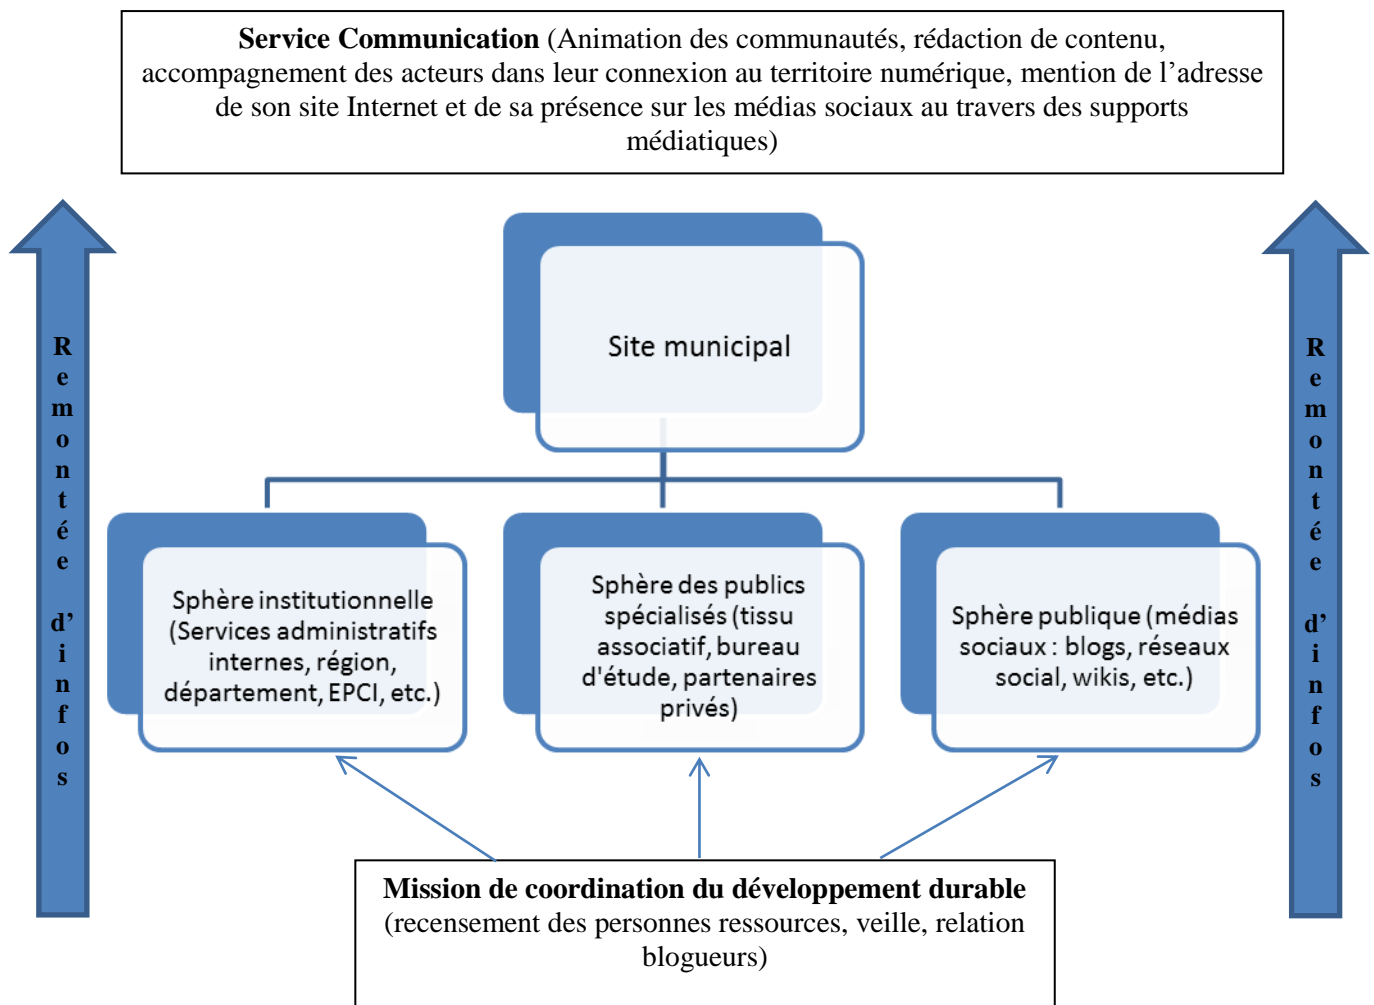 Service Communication (Animation des communautés, rédaction de contenu,
accompagnement des acteurs dans leur connexion au territoire numérique, mention de l’adresse
de son site Internet et de sa présence sur les médias sociaux au travers des supports
médiatiques)
Remontée d’infos
Site municipal
Remontée d’infos
Sphère institutionnelle
(Services administratifs
internes, région,
département, EPCI, etc.)
Sphère des publics
spécialisés (tissu
associatif, bureau
d'étude, partenaires
privés)
Sphère publique (médias
sociaux : blogs, réseaux
social, wikis, etc.)
Mission de coordination du développement durable
(recensement des personnes ressources, veille, relation
blogueurs)